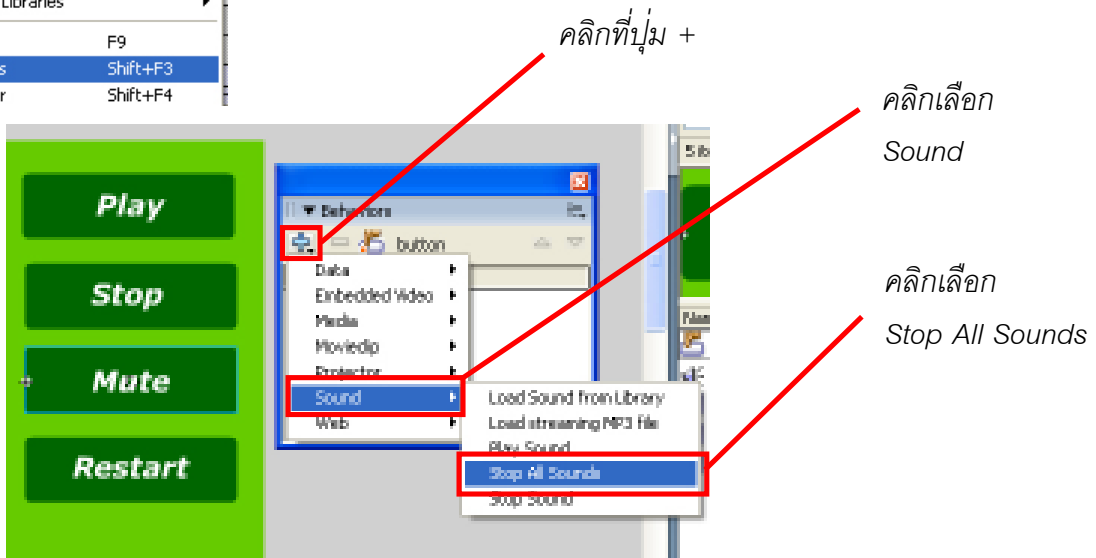 Libraries
F9
s Shift+F3
r Shift+F4
คลิกที่ปุ่ม +
คลิกเลือก
Sound
คลิกเลือก
Stop All Sounds
Play
Stop
Mute
Restart
Behaviors
button
Data
Embedded Video
Media
Movieclip
Projector
Sound
Web
Load Sound from Library
Load streaming MP3 file
Play Sound
Stop All Sounds
Stop Sound